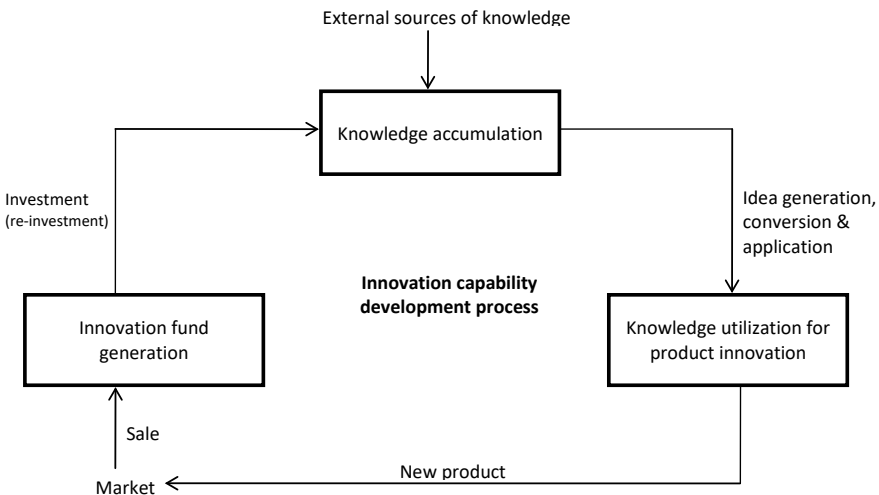 External sources of knowledge
Knowledge accumulation
Investment
(re-investment)
Idea generation,
conversion &
application
Innovation capability
development process
Innovation fund
generation
Knowledge utilization for
product innovation
Sale
New product
Market